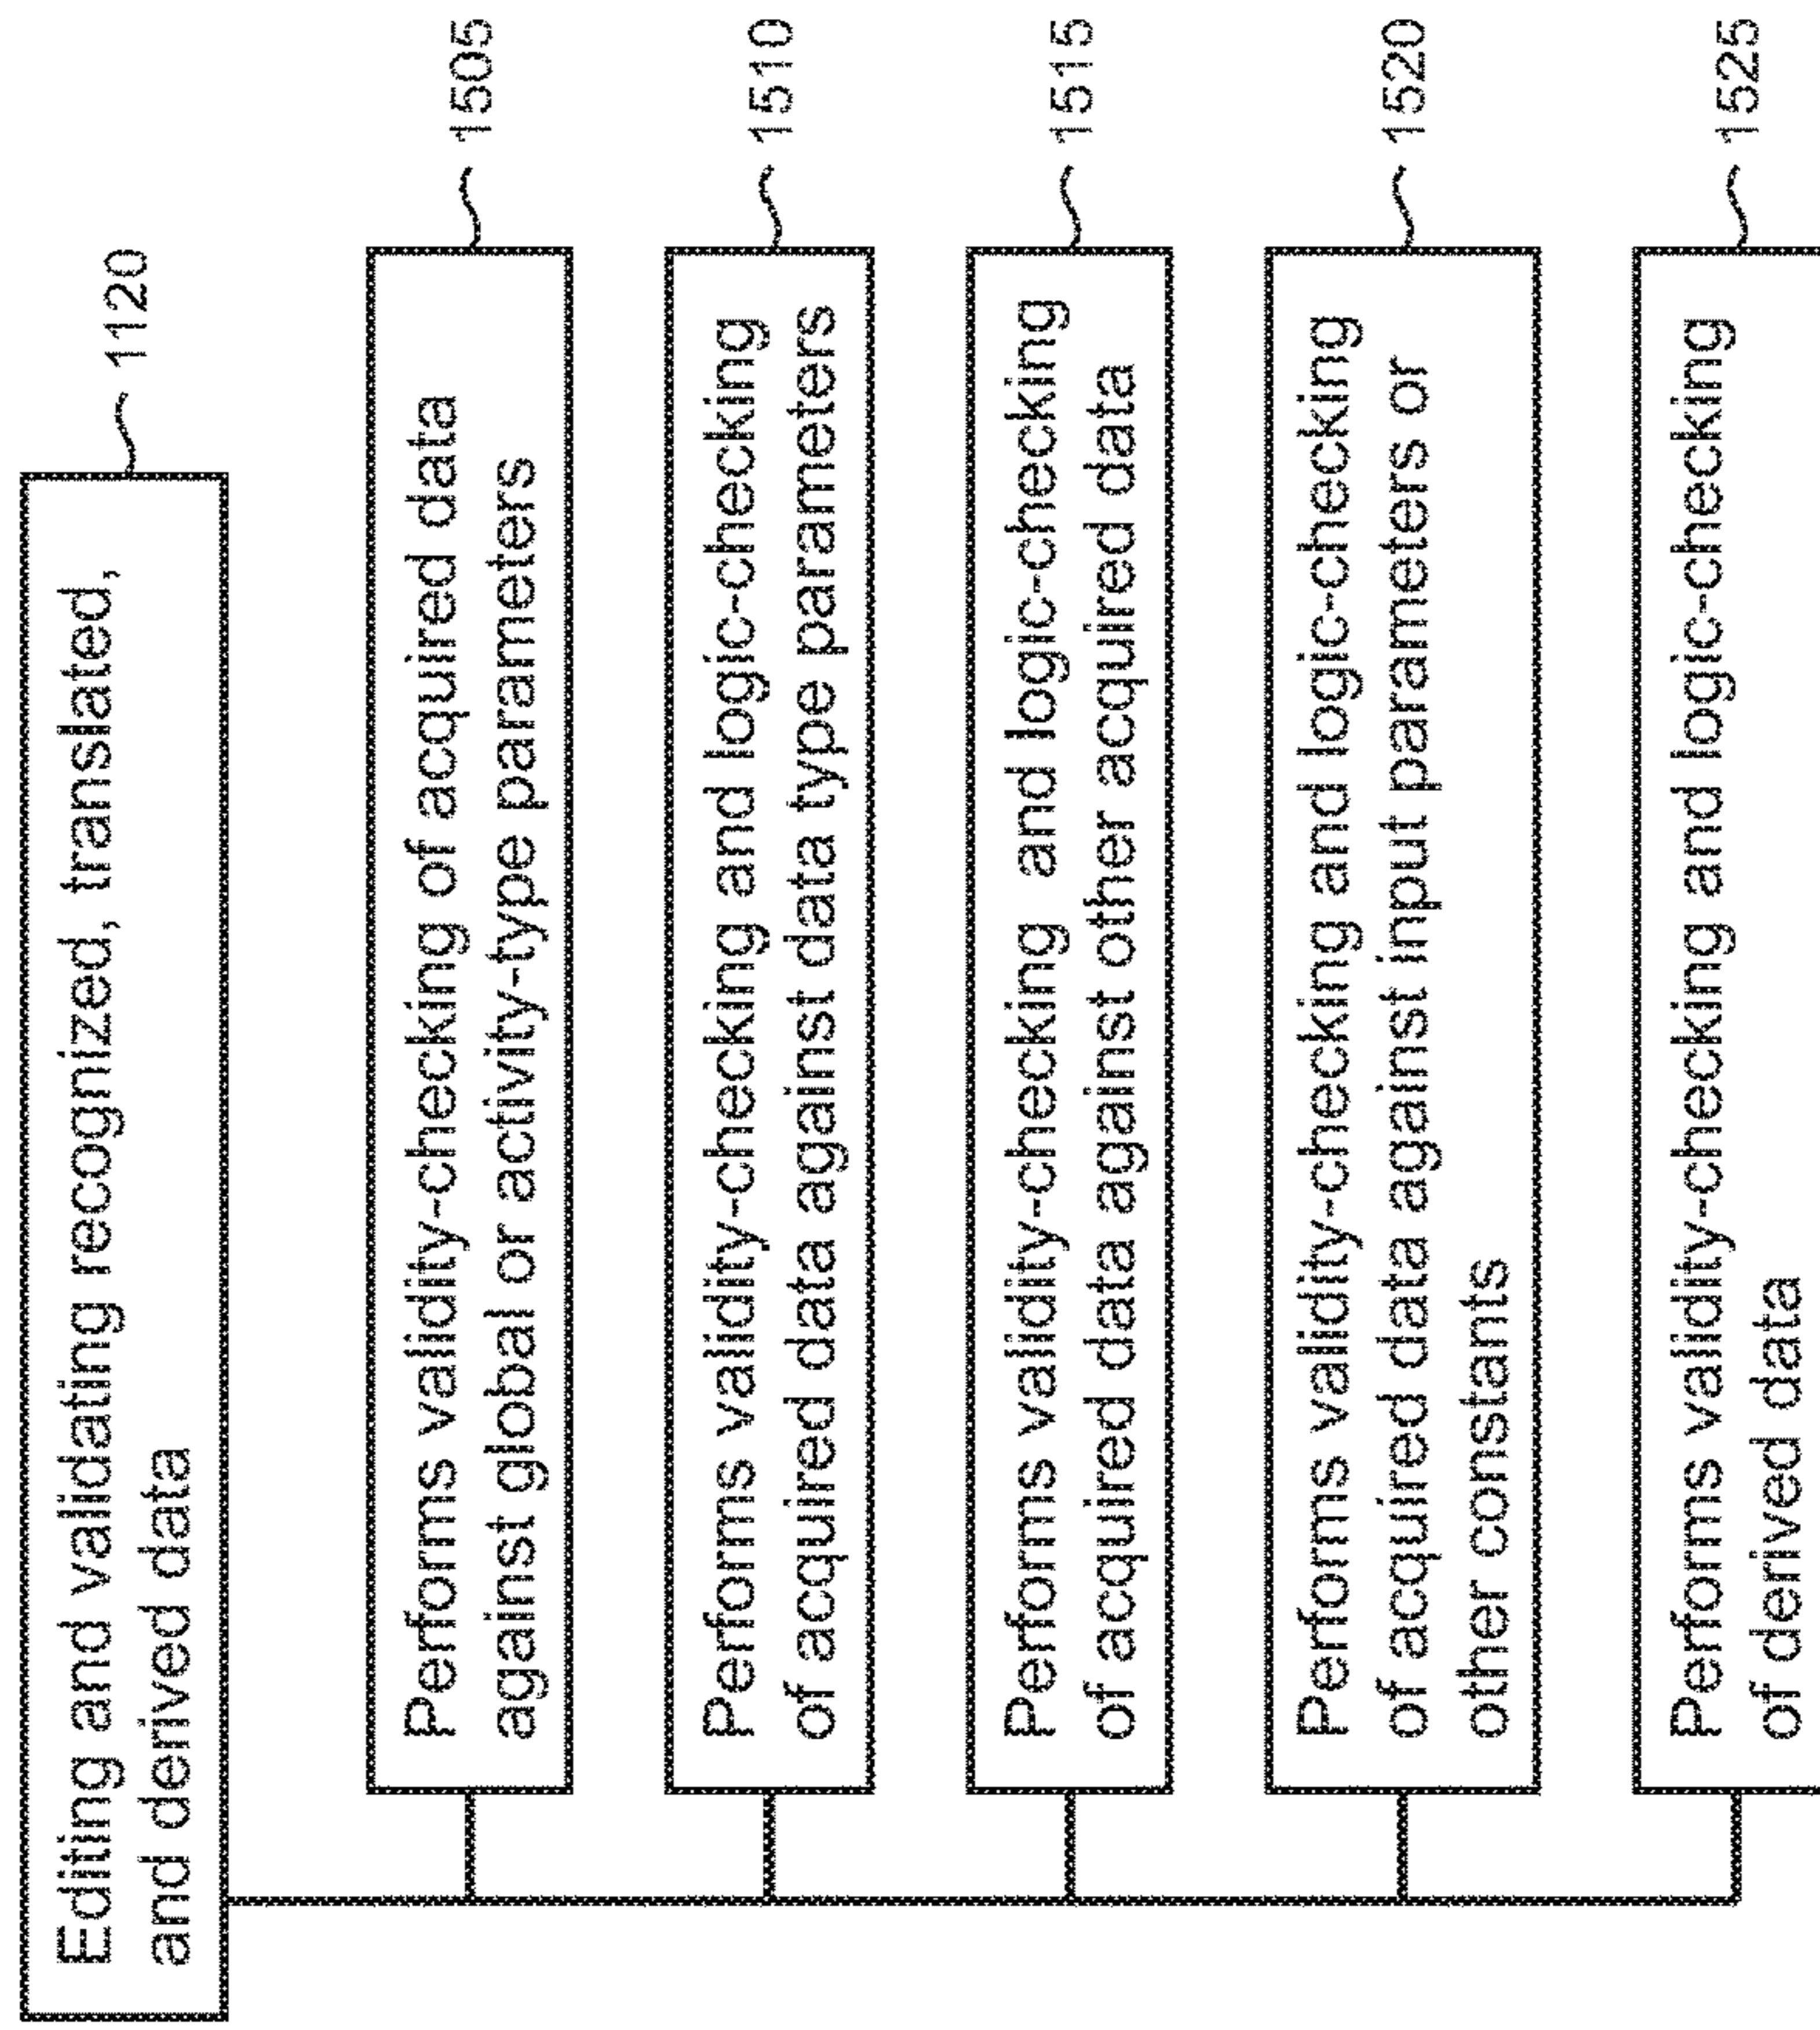 Editing and validating recognized, translated,
and derived data
1120
Performs validity-checking of acquired data
against global or activity-type parameters
1505
Performs validity-checking and logic-checking
of acquired data against data type parameters
1510
Performs validity-checking and logic-checking
of acquired data against other acquired data
1515
Performs validity-checking and logic-checking
of acquired data against input parameters or
other constants
1520
Performs validity-checking and logic-checking
of derived data
1525